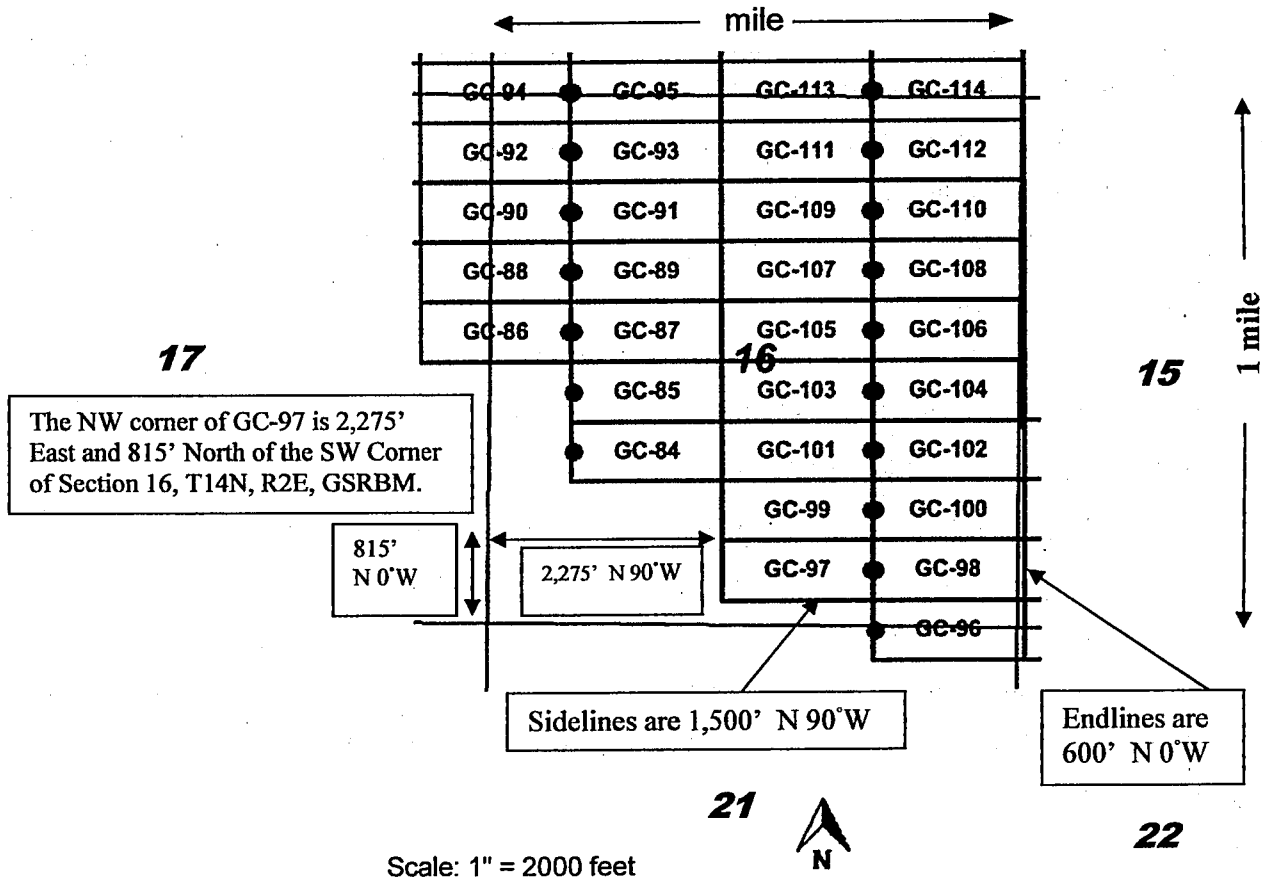 mile
GC-94 GC-95 GC-113 GC-114
GC-92 GC-93 GC-111 GC-112
GC-90 GC-91 GC-109 GC-110
GC-88 GC-89 GC-107 GC-108
GC-86 GC-87 GC-105 GC-106
17 16 15
1 mile
GC-85 GC-103 GC-104
The NW corner of GC-97 is 2,275’
East and 815’ North of the SW Corner
of Section 16, T14N, R2E, GSRBM.
GC-84 GC-101 GC-102
GC-99 GC-100
815’
N 0°W
2,275’ N 90°W
GC-97 GC-98
GC-96
Sidelines are 1,500’ N 90°W
Endlines are
600’ N 0°W
21
N
22
Scale: 1" = 2000 feet